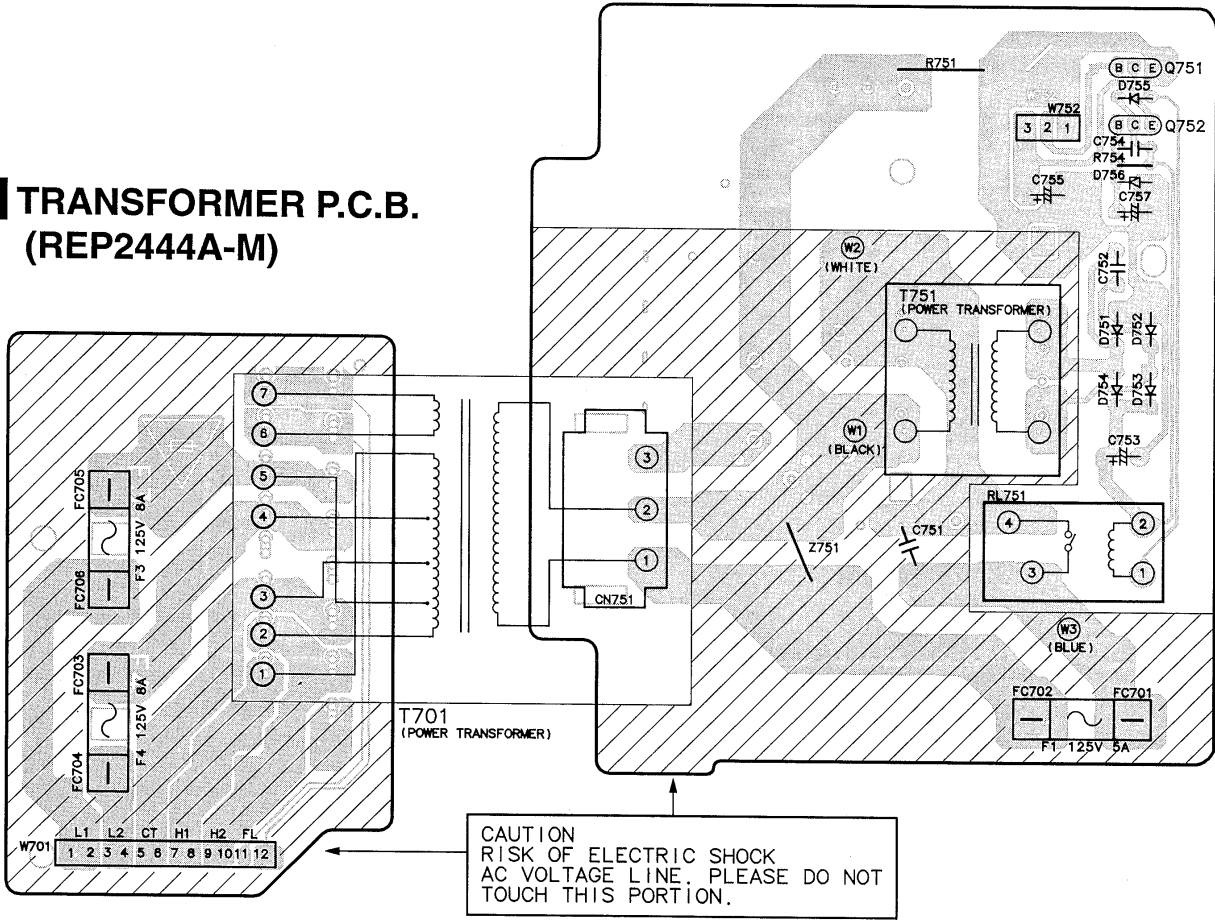 TRANSFORMER P.C.B.
(REP2444A-M)
R751
B C E Q751
D755
W752
3 2 1
B C E Q752
C754
R754
D756
C755
C757
W2
(WHITE)
C752
T751
(POWER TRANSFORMER)
D751
D752
D754
D753
W1
(BLACK)
C753
RL751
4
2
3
1
C751
Z751
W3
(BLUE)
FC702
FC701
F1 125V 5A
7
6
5
4
3
2
1
3
2
1
CN751
T701
(POWER TRANSFORMER)
FC705
F3 125V 8A
FC706
FC703
F4 125V 8A
FC704
L1 L2 CT H1 H2 FL
W701 1 2 3 4 5 6 7 8 9 10 11 12
CAUTION
RISK OF ELECTRIC SHOCK
AC VOLTAGE LINE. PLEASE DO NOT
TOUCH THIS PORTION.